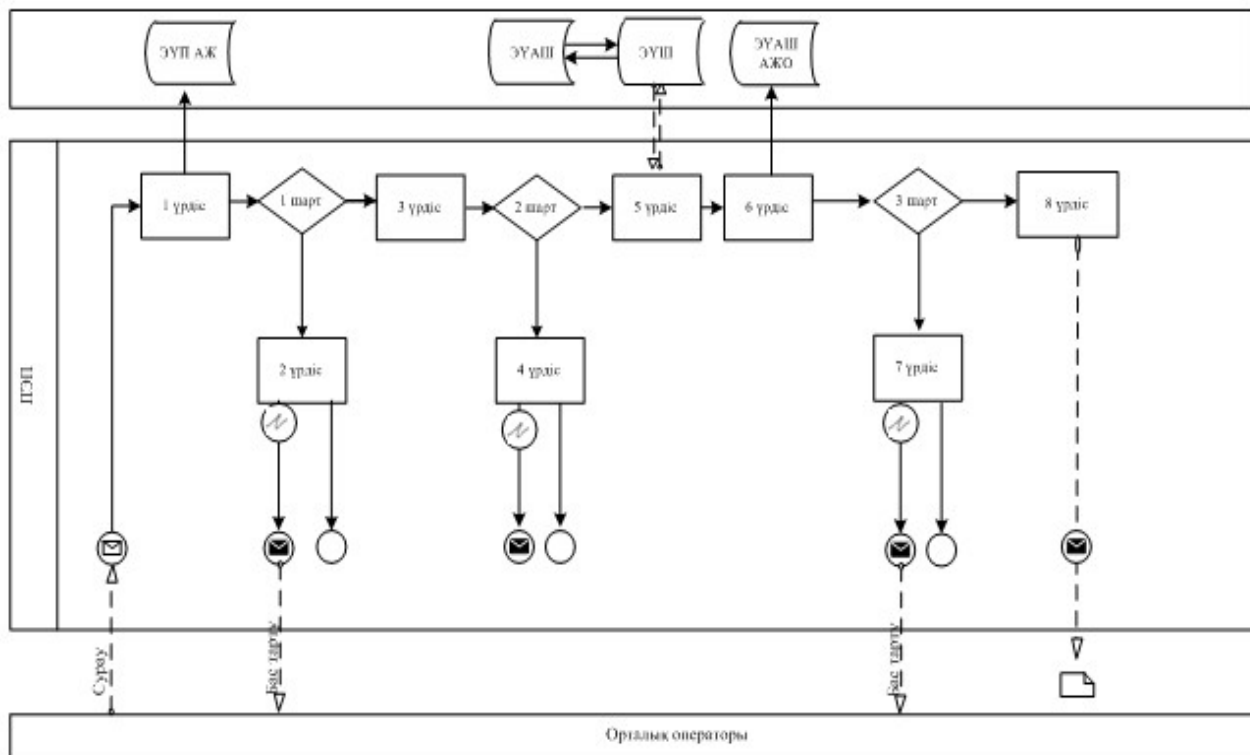 ЭҮП АЖ
ЭҮАШ
ЭҮШ
ЭҮАШ
АЖО
1 үрдіс
1 шарт
3 үрдіс
2 шарт
5 үрдіс
6 үрдіс
3 шарт
8 үрдіс
2 үрдіс
4 үрдіс
7 үрдіс
Сұрау
Бас тарту
Бас тарту
Орталық операторы